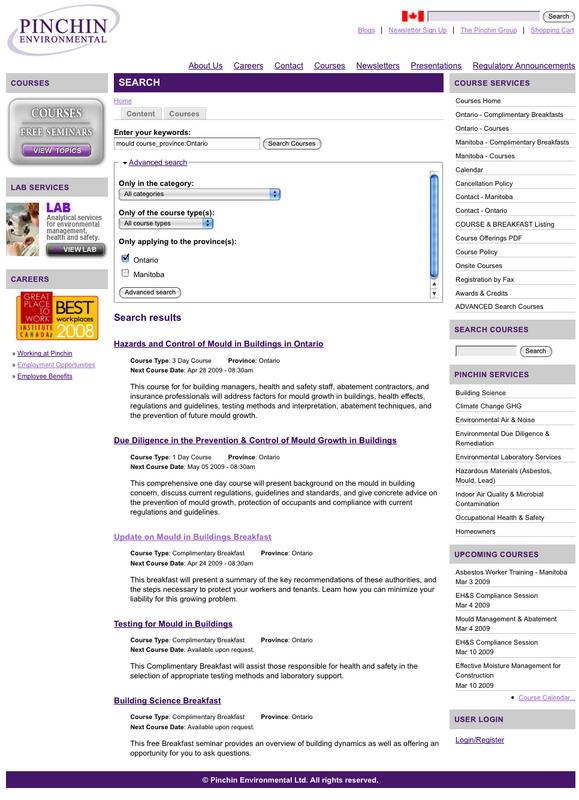 PINCHIN
ENVIRONMENTAL
Search
Blogs | Newsletter Sign Up | The Pinchin Group | Shopping Cart
About Us Careers Contact Courses Newsletters Presentations Regulatory Announcements
COURSES
COURSES
FREE SEMINARS
VIEW TOPICS
LAB SERVICES
LAB
Analytical services
for environmental
management,
health and safety.
VIEW LAB
CAREERS
GREAT
PLACE
TO
WORK
INSTITUTE
CANADA
BEST
workplaces
2008
» Working at Pinchin
» Employment Opportunities
» Employee Benefits
SEARCH
Home
Content Courses
Enter your keywords:
mould course_province:Ontario Search Courses
Advanced search
Only in the category:
All categories
Only of the course type(s):
All course types
Only applying to the province(s):
Ontario
Manitoba
Advanced search
Search results
Hazards and Control of Mould in Buildings in Ontario
Course Type: 3 Day Course Province: Ontario
Next Course Date: Apr 28 2009 - 08:30am
This course for for building managers, health and safety staff, abatement contractors, and
insurance professionals will address factors for mould growth in buildings, health effects,
regulations and guidelines, testing methods and interpretation, abatement techniques, and
the prevention of future mould growth.
Due Diligence in the Prevention & Control of Mould Growth in Buildings
Course Type: 1 Day Course Province: Ontario
Next Course Date: May 05 2009 - 08:30am
This comprehensive one day course will present background on the mould in building
concern, discuss current regulations, guidelines and standards, and give concrete advice on
the prevention of mould growth, protection of occupants and compliance with current
regulations and guidelines.
Update on Mould in Buildings Breakfast
Course Type: Complimentary Breakfast Province: Ontario
Next Course Date: Apr 24 2009 - 08:30am
This breakfast will present a summary of the key recommendations of these authorities, and
the steps necessary to protect your workers and tenants. Learn how you can minimize your
liability for this growing problem.
Testing for Mould in Buildings
Course Type: Complimentary Breakfast Province: Ontario
Next Course Date: Available upon request.
This Complimentary Breakfast will assist those responsible for health and safety in the
selection of appropriate testing methods and laboratory support.
Building Science Breakfast
Course Type: Complimentary Breakfast Province: Ontario
Next Course Date: Available upon request.
This free Breakfast seminar provides an overview of building dynamics as well as offering an
opportunity for you to ask questions.
COURSE SERVICES
Courses Home
Ontario - Complimentary Breakfasts
Ontario - Courses
Manitoba - Complimentary Breakfasts
Manitoba - Courses
Calendar
Cancellation Policy
Contact - Manitoba
Contact - Ontario
COURSE & BREAKFAST Listing
Course Offerings PDF
Course Policy
Onsite Courses
Registration by Fax
Awards & Credits
ADVANCED Search Courses
SEARCH COURSES
Search
PINCHIN SERVICES
Building Science
Climate Change GHG
Environmental Air & Noise
Environmental Due Diligence &
Remediation
Environmental Laboratory Services
Hazardous Materials (Asbestos,
Mould, Lead)
Indoor Air Quality & Microbial
Contamination
Occupational Health & Safety
Homeowners
UPCOMING COURSES
Asbestos Worker Training - Manitoba
Mar 3 2009
EH&S Compliance Session
Mar 4 2009
Mould Management & Abatement
Mar 4 2009
EH&S Compliance Session
Mar 10 2009
Effective Moisture Management for
Construction
Mar 10 2009
• Course Calendar...
USER LOGIN
Login/Register
© Pinchin Environmental Ltd. All rights reserved.